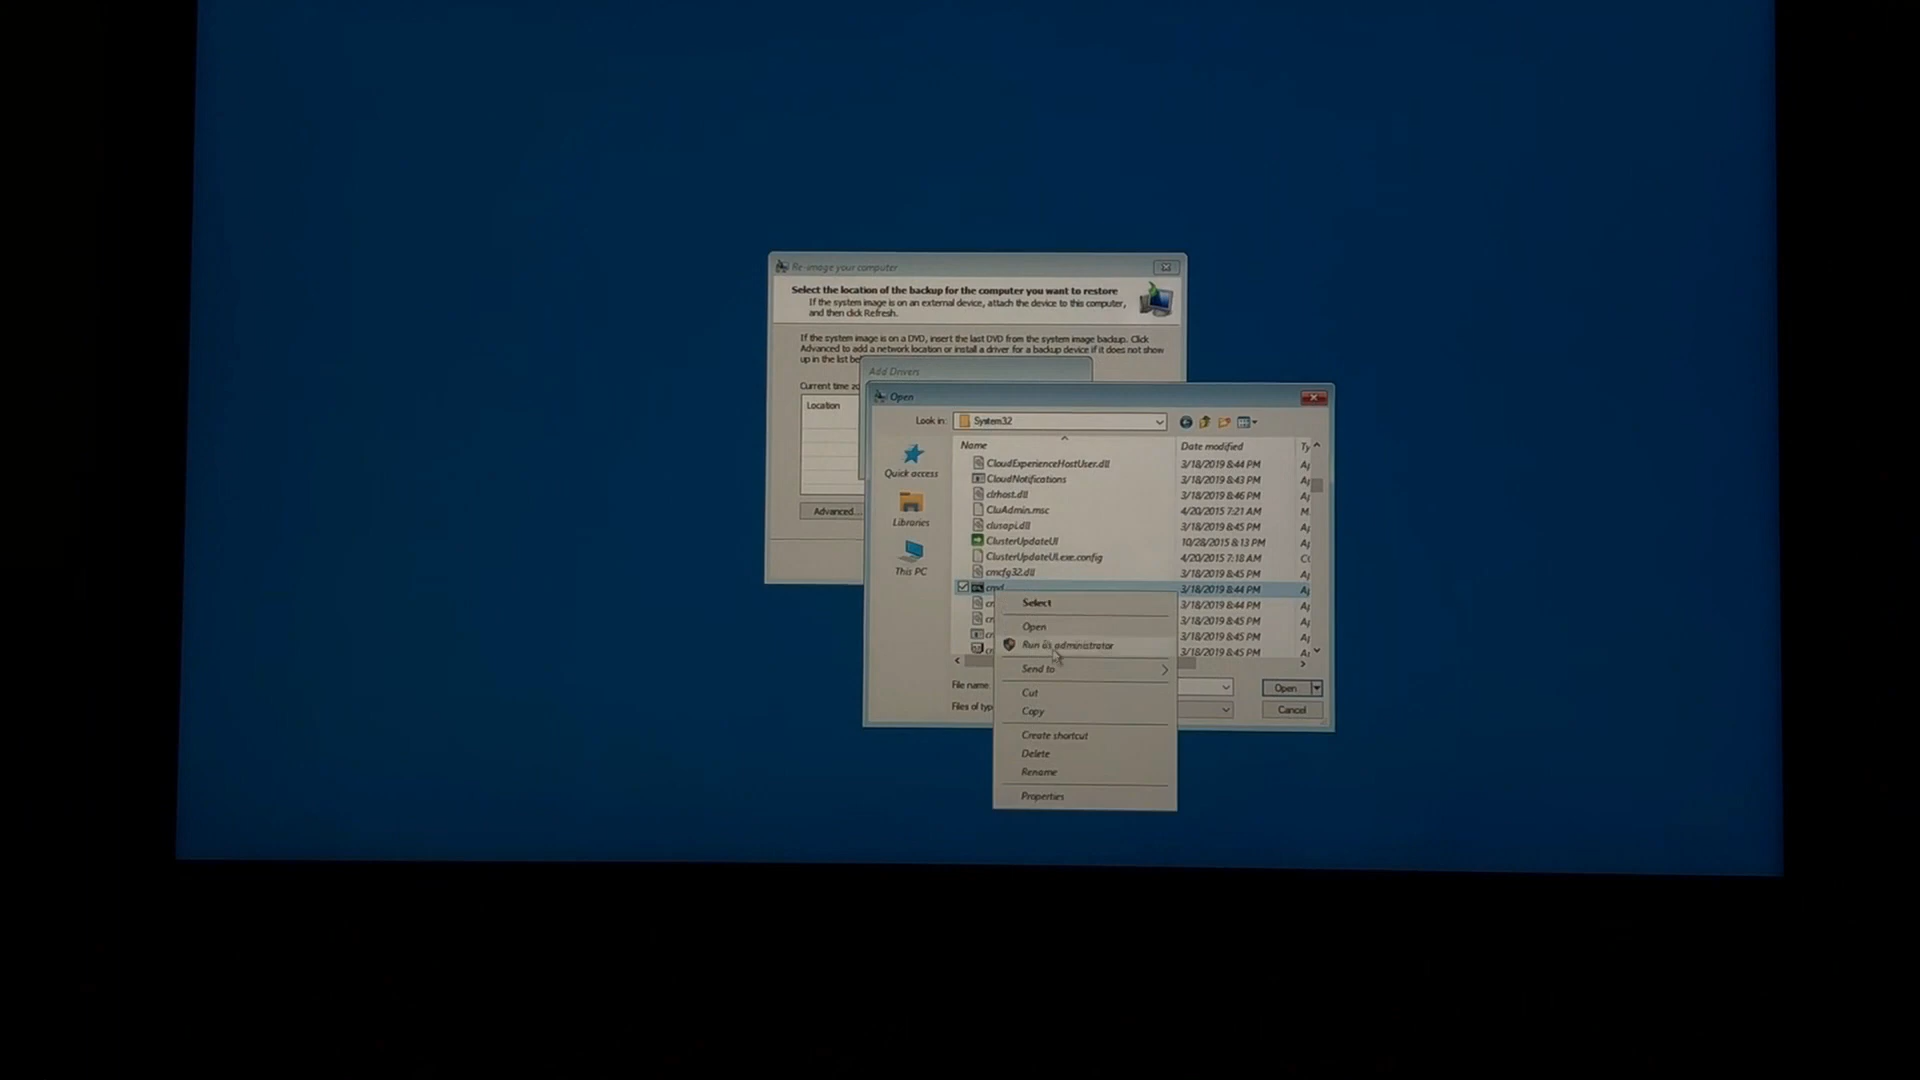 Re-image your computer
Select the location of the backup for the computer you want to restore
If the system image is on an external device, attach the device to this computer,
and then click Refresh.
If the system image is on a DVD, insert the last DVD from the system image backup. Click
Advanced to add a network location or install a driver for a backup device if it does not show
up in the list
Current time
Location
Advanced...
Add Drivers
Open
Look in:
System32
Quick access
Libraries
This PC
Name
Date modified
Ty
CloudExperienceHostUser.dll
3/18/2019 8:44 PM
CloudNotifications
3/18/2019 8:43 PM
clrhost.dll
3/18/2019 8:46 PM
CluAdmin.msc
4/20/2015 7:21 AM
clusapi.dll
3/18/2019 8:45 PM
ClusterUpdateUI
10/28/2015 8:13 PM
ClusterUpdateUI.exe.config
4/20/2015 7:18 AM
cmcfg32.dll
3/18/2019 8:45 PM
cmd
3/18/2019 8:44 PM
3/18/2019 8:44 PM
3/18/2019 8:45 PM
3/18/2019 8:45 PM
3/18/2019 8:45 PM
Select
Open
Run as administrator
Send to
Cut
Copy
Create shortcut
Delete
Rename
Properties
File name
Files of typ
Open
Cancel